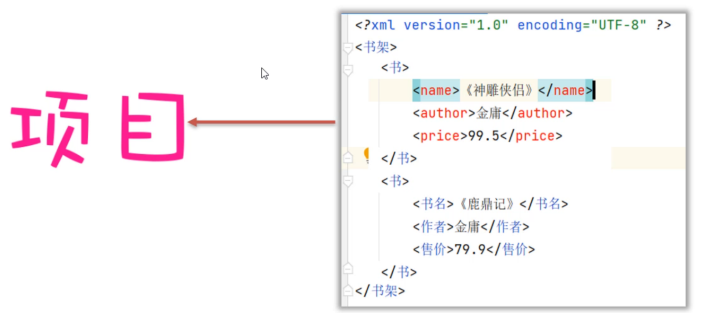 项目
<?xml version="1.0" encoding="UTF-8" ?>
<书架>
<书>
<name>《神雕侠侣》</name>
<author>金庸</author>
<price>99.5</price>
</书>
<书>
<书名>《鹿鼎记》</书名>
<作者>金庸</作者>
<售价>79.9</售价>
</书>
</书架>